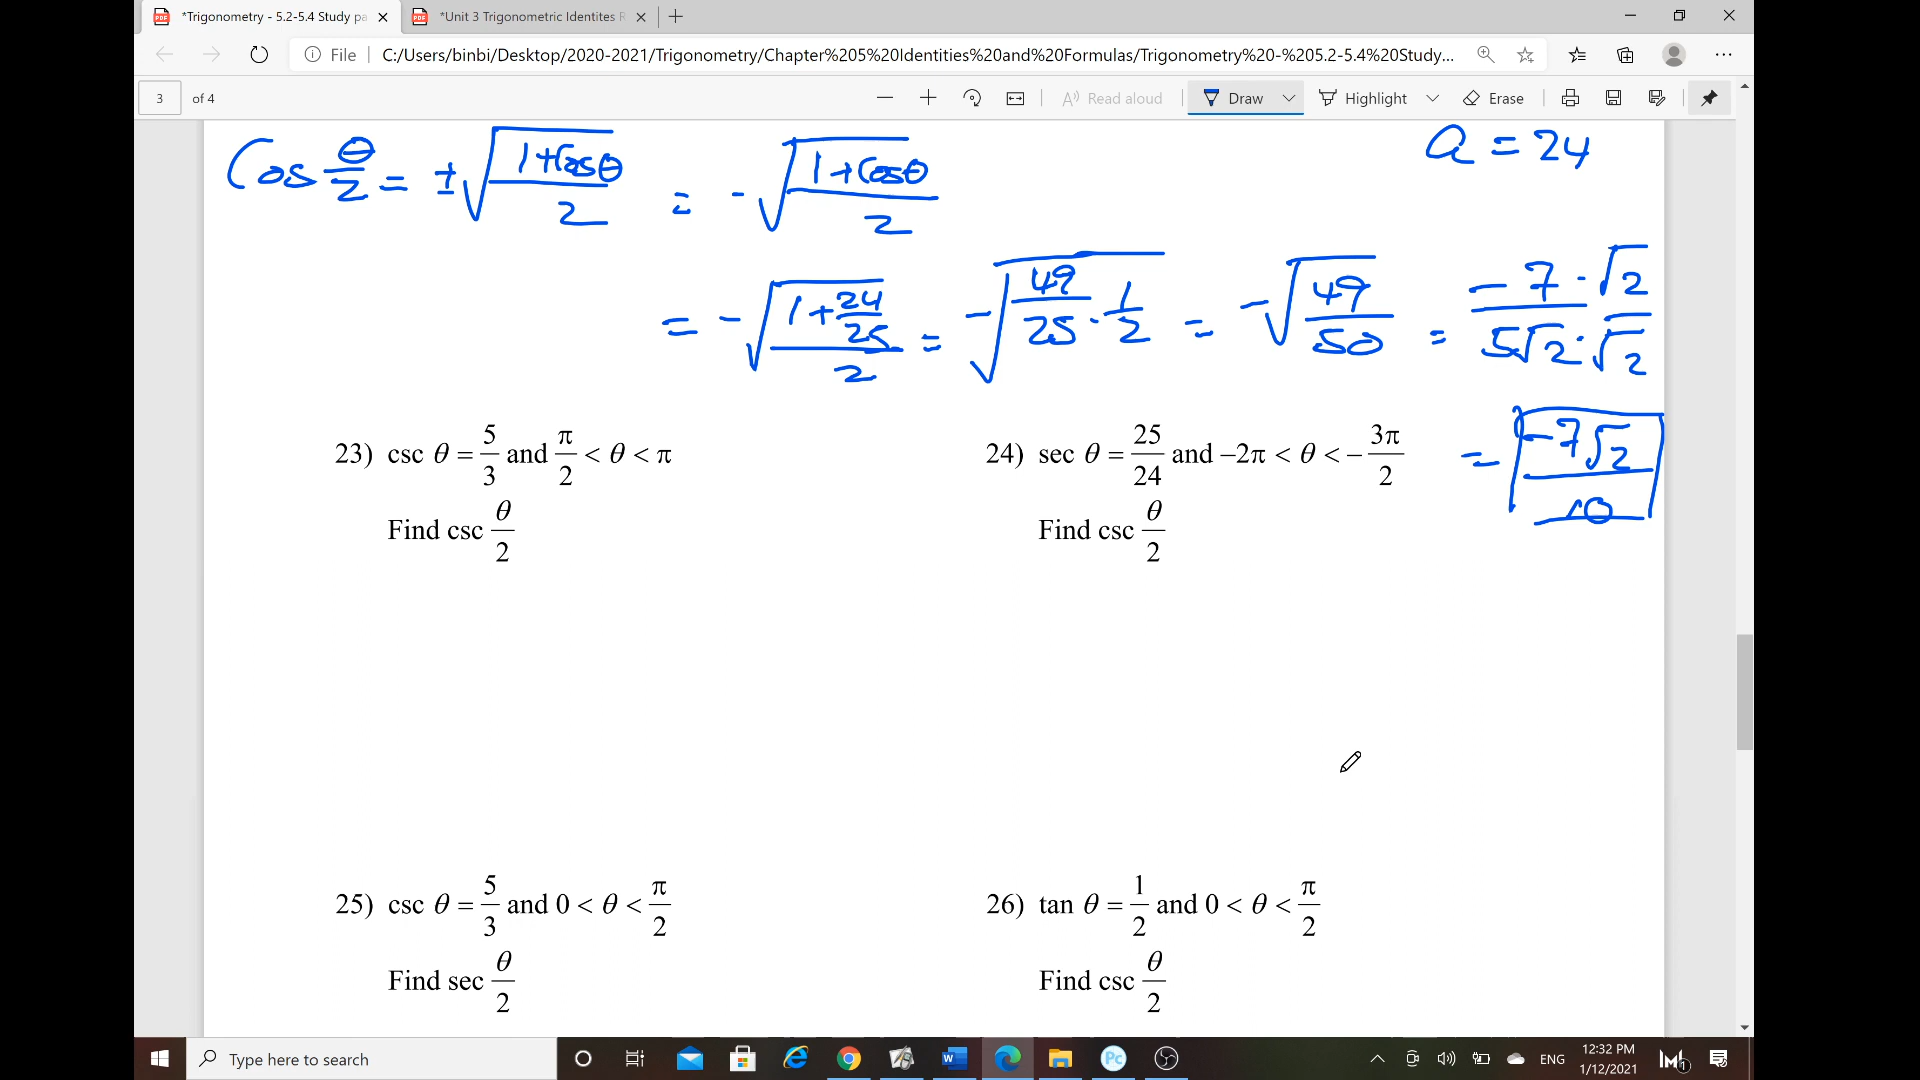 *Trigonometry - 5.2-5.4 Study pa
*Unit 3 Trigonometric Identites R
File
C:/Users/binbi/Desktop/2020-2021/Trigonometry/Chapter%205%20Identities%20and%20Formulas/Trigonometry%20-%205.2-5.4%20Study...
3 of 4
Read aloud
Draw
Highlight
Erase
Cos θ/2 = ±√((1+Cosθ)/2) = -√((1+Cosθ)/2)
a = 24
= -√((1+24/25)/2) = -√(49/25 · 1/2) = -√(49/50) = (-7·√2)/(5√2·√2)
= (-7√2)/10
23) csc θ = 5/3 and π/2 < θ < π
Find csc θ/2
24) sec θ = 25/24 and –2π < θ < –3π/2
Find csc θ/2
25) csc θ = 5/3 and 0 < θ < π/2
Find sec θ/2
26) tan θ = 1/2 and 0 < θ < π/2
Find csc θ/2
Type here to search
ENG
12:32 PM
1/12/2021